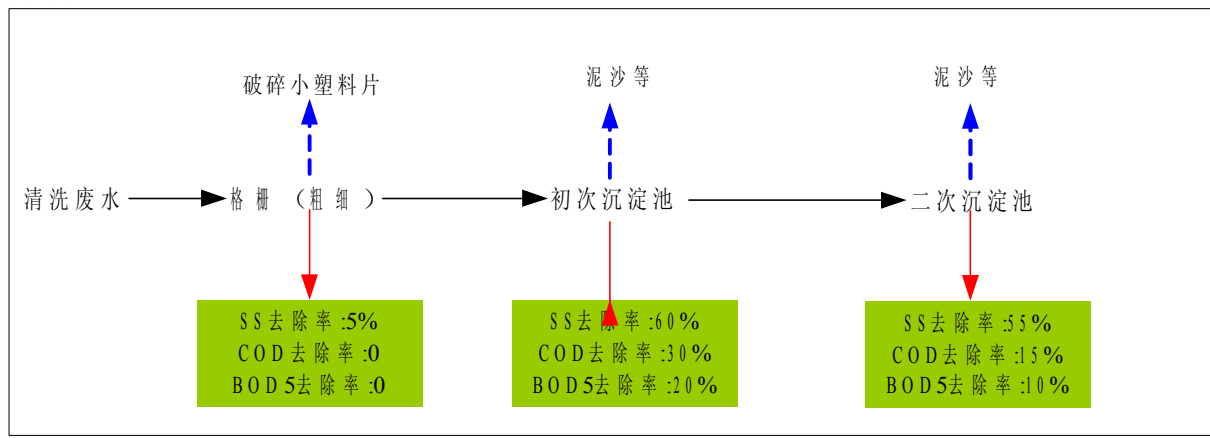 破碎小塑料片
泥沙等
泥沙等
清洗废水
格栅（粗细）
初次沉淀池
二次沉淀池
SS去除率:5%
COD去除率:0
BOD5去除率:0
SS去除率:60%
COD去除率:30%
BOD5去除率:20%
SS去除率:55%
COD去除率:15%
BOD5去除率:10%